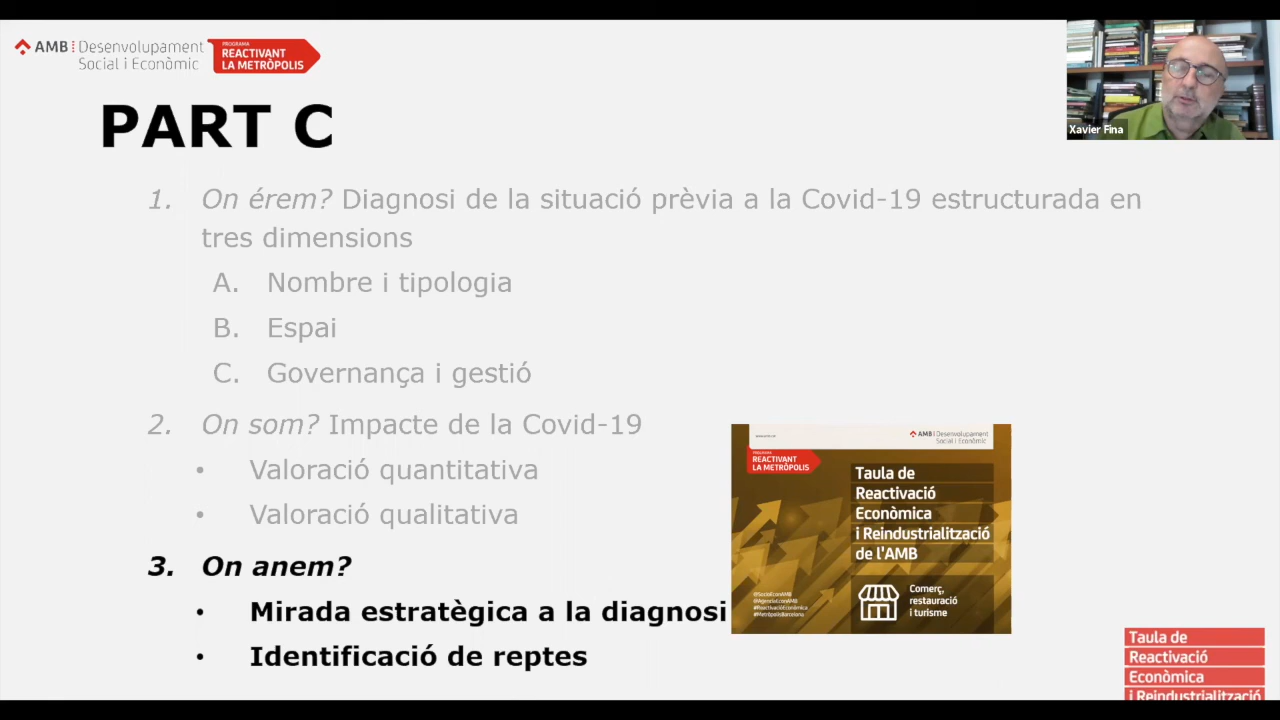 AMB Desenvolupament
Social i Econòmic
PROGRAMA
REACTIVANT
LA METRÒPOLIS
Xavier Fina
PART C
1. On érem? Diagnosi de la situació prèvia a la Covid-19 estructurada en
tres dimensions
A. Nombre i tipologia
B. Espai
C. Governança i gestió
2. On som? Impacte de la Covid-19
• Valoració quantitativa
• Valoració qualitativa
3. On anem?
• Mirada estratègica a la diagnosi
• Identificació de reptes
AMB Desenvolupament
Social i Econòmic
PROGRAMA
REACTIVANT
LA METRÒPOLIS
Taula de
Reactivació
Econòmica
i Reindustrialització
de l'AMB
@SocioEconAMB
@AgenciaEconAMB
#ReactivacióEconòmica
#MetròpolisBarcelona
Comerç,
restauració
i turisme
Taula de
Reactivació
Econòmica
i Reindustrialització